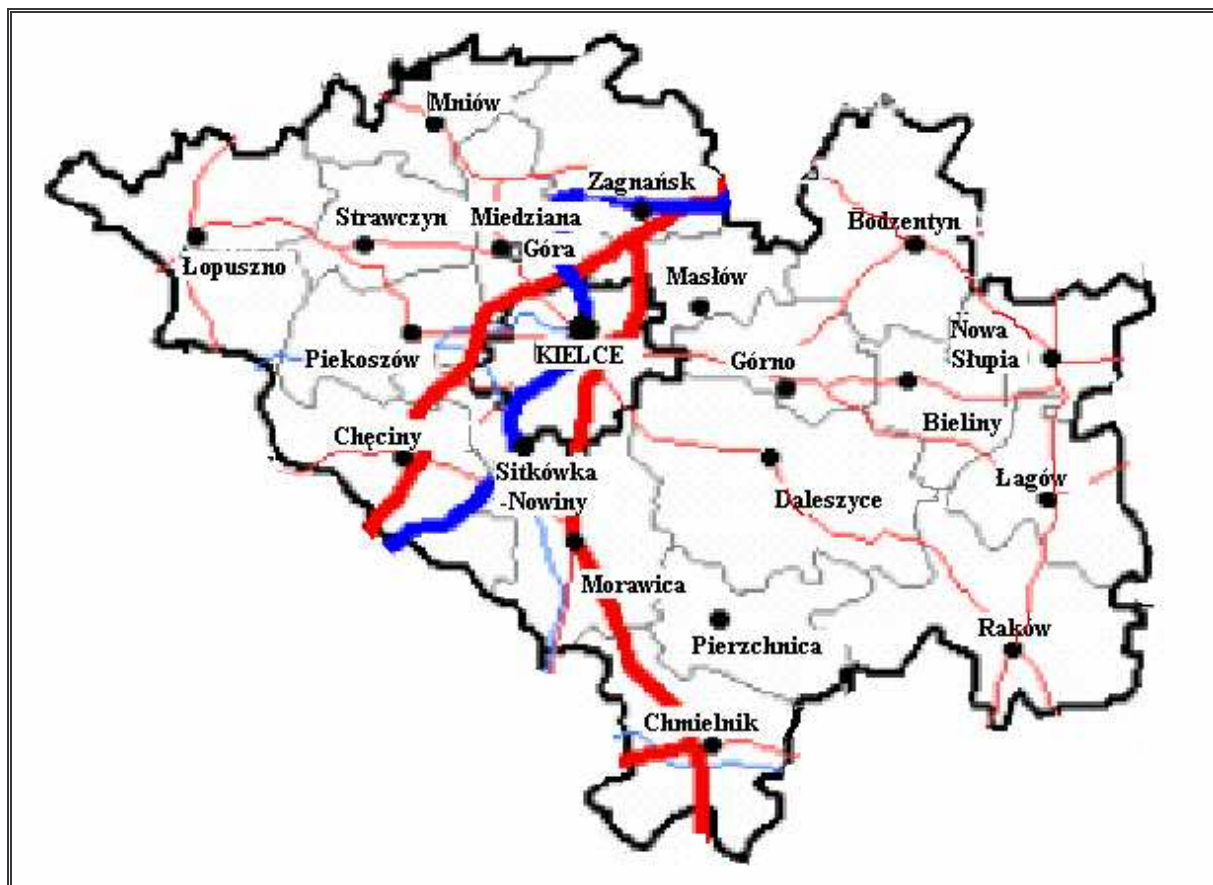 Mniów
Zagnańsk
Strawczyn
Miedziana
Góra
Bodzentyn
Łopuszno
Masłów
Nowa
Słupia
Piekoszów
KIELCE
Górno
Bieliny
Chęciny
Sitkówka
-Nowiny
Daleszyce
Łagów
Morawica
Pierzchnica
Raków
Chmielnik